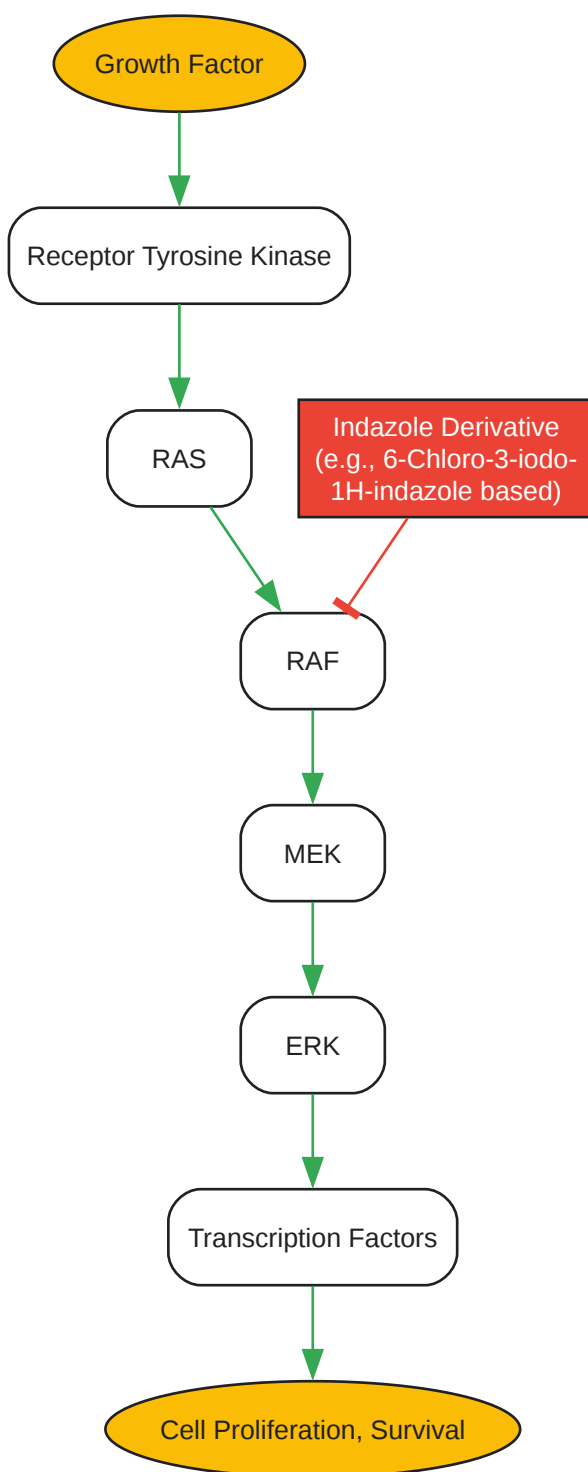 Growth Factor
Receptor Tyrosine Kinase
RAS
Indazole Derivative
(e.g., 6-Chloro-3-iodo-
1H-indazole based)
RAF
MEK
ERK
Transcription Factors
Cell Proliferation, Survival